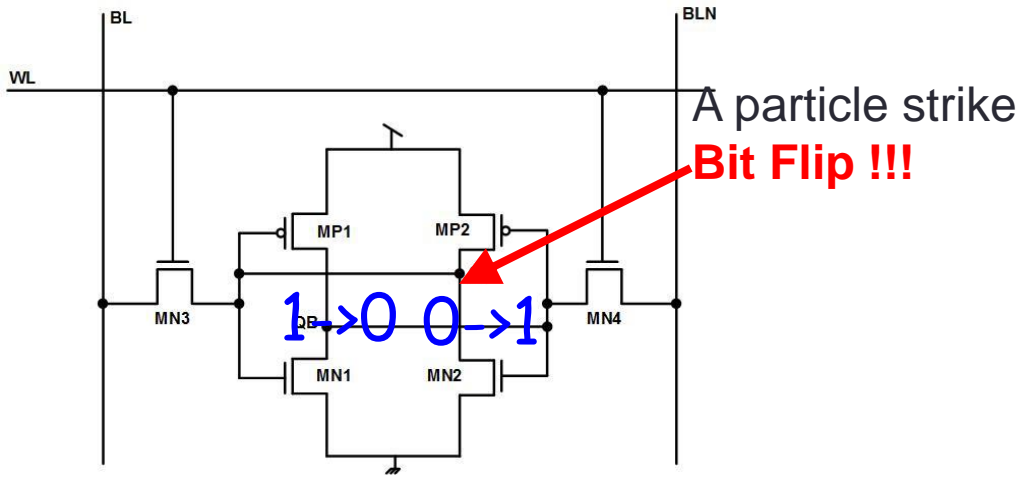 BL
BLN
WL
A particle strike
Bit Flip !!!
MP1
MP2
MN3
QB
1->0
0->1
MN4
MN1
MN2